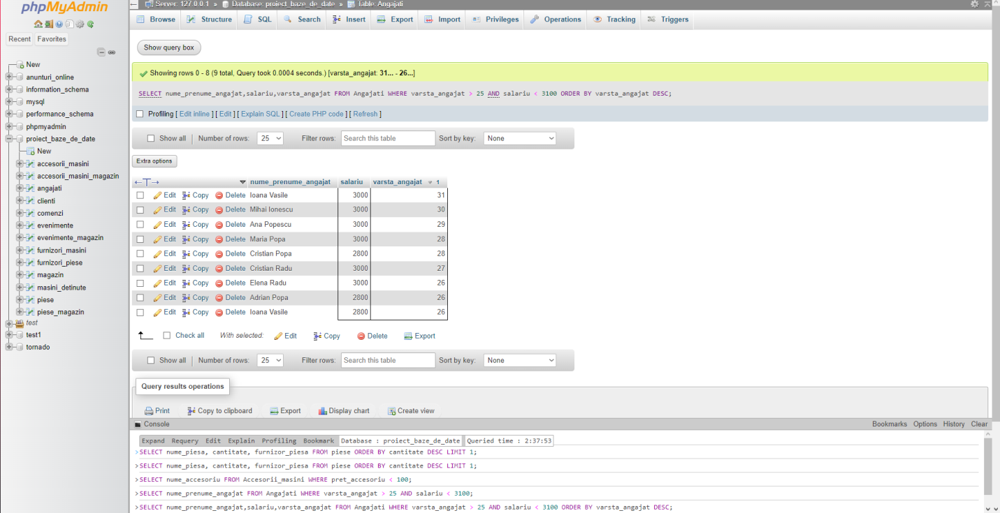 phpMyAdmin
Recent Favorites
New
anunturi_online
information_schema
mysql
performance_schema
phpmyadmin
proiect_baze_de_date
New
accesorii_masini
accesorii_masini_magazin
angajati
clienti
comenzi
evenimente
evenimente_magazin
furnizori_masini
furnizori_piese
magazin
masini_detinute
piese
piese_magazin
test
test1
tornado
Server: 127.0.0.1 » Database: proiect_baze_de_date » Table: Angajati
Browse Structure SQL Search Insert Export Import Privileges Operations Tracking Triggers
Show query box
Showing rows 0 - 8 (9 total, Query took 0.0004 seconds.) [varsta_angajat: 31... - 26...]
SELECT nume_prenume_angajat,salariu,varsta_angajat FROM Angajati WHERE varsta_angajat > 25 AND salariu < 3100 ORDER BY varsta_angajat DESC;
Profiling [ Edit inline ] [ Edit ] [ Explain SQL ] [ Create PHP code ] [ Refresh ]
Show all Number of rows: 25 Filter rows: Search this table Sort by key: None
Extra options
nume_prenume_angajat salariu varsta_angajat 1
Edit Copy Delete Ioana Vasile 3000 31
Edit Copy Delete Mihai Ionescu 3000 30
Edit Copy Delete Ana Popescu 3000 29
Edit Copy Delete Maria Popa 3000 28
Edit Copy Delete Cristian Popa 2800 28
Edit Copy Delete Cristian Radu 3000 27
Edit Copy Delete Elena Radu 3000 26
Edit Copy Delete Adrian Popa 2800 26
Edit Copy Delete Ioana Vasile 2800 26
Check all With selected: Edit Copy Delete Export
Show all Number of rows: 25 Filter rows: Search this table Sort by key: None
Query results operations
Print Copy to clipboard Export Display chart Create view
Console Bookmarks Options History Clear
Expand Requery Edit Explain Profiling Bookmark Database : proiect_baze_de_date Queried time : 2:37:53
>SELECT nume_piesa, cantitate, furnizor_piesa FROM piese ORDER BY cantitate DESC LIMIT 1;
>SELECT nume_piesa, cantitate, furnizor_piesa FROM piese ORDER BY cantitate DESC LIMIT 1;
>SELECT nume_accesoriu FROM Accesorii_masini WHERE pret_accesoriu < 100;
>SELECT nume_prenume_angajat FROM Angajati WHERE varsta_angajat > 25 AND salariu < 3100;
>SELECT nume_prenume_angajat,salariu,varsta_angajat FROM Angajati WHERE varsta_angajat > 25 AND salariu < 3100 ORDER BY varsta_angajat DESC;